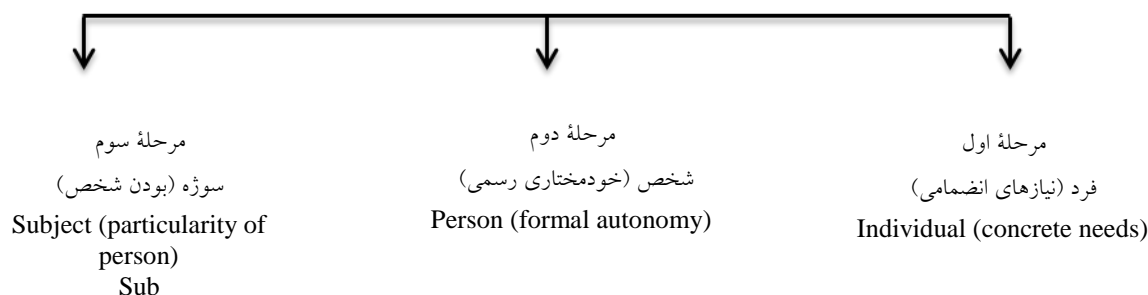 مرحلهٔ اول
فرد (نیازهای انضمامی)
Individual (concrete needs)
مرحلهٔ دوم
شخص (خودمختاری رسمی)
Person (formal autonomy)
مرحلهٔ سوم
سوژه (بودن شخص)
Subject (particularity of
person)
Sub